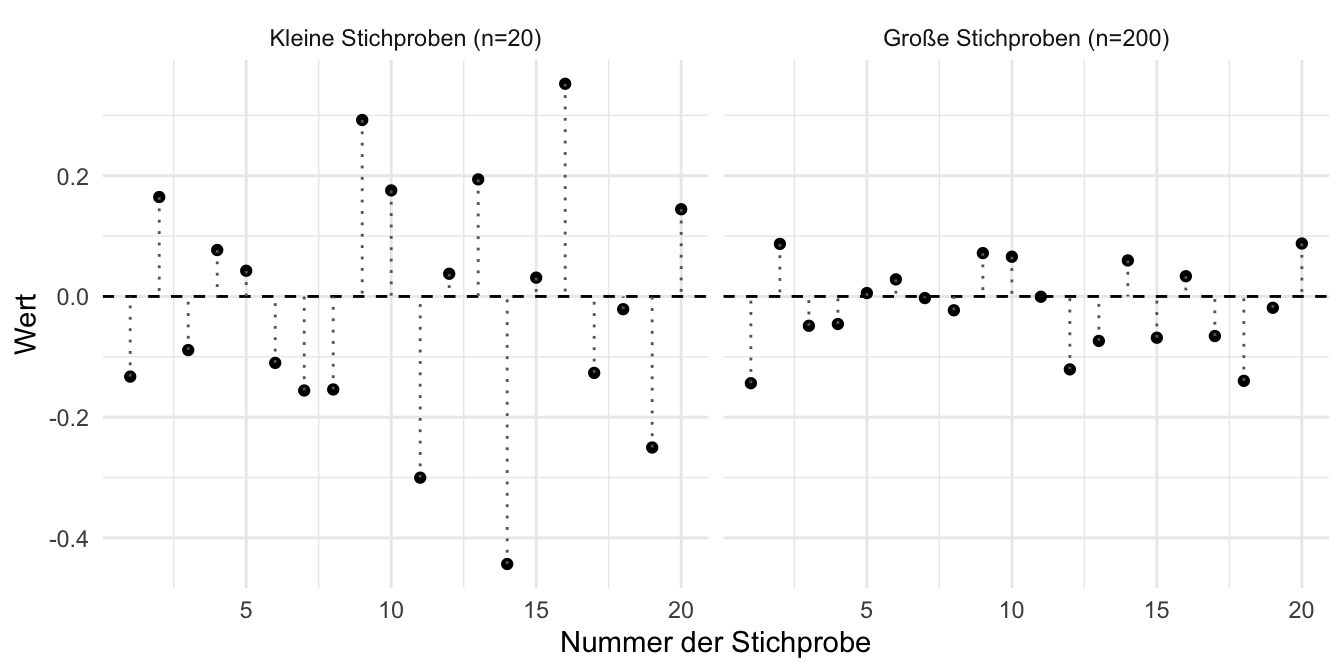 Kleine Stichproben (n=20)
Große Stichproben (n=200)
Wert
0.2
0.0
-0.2
-0.4
5 10 15 20
5 10 15 20
Nummer der Stichprobe